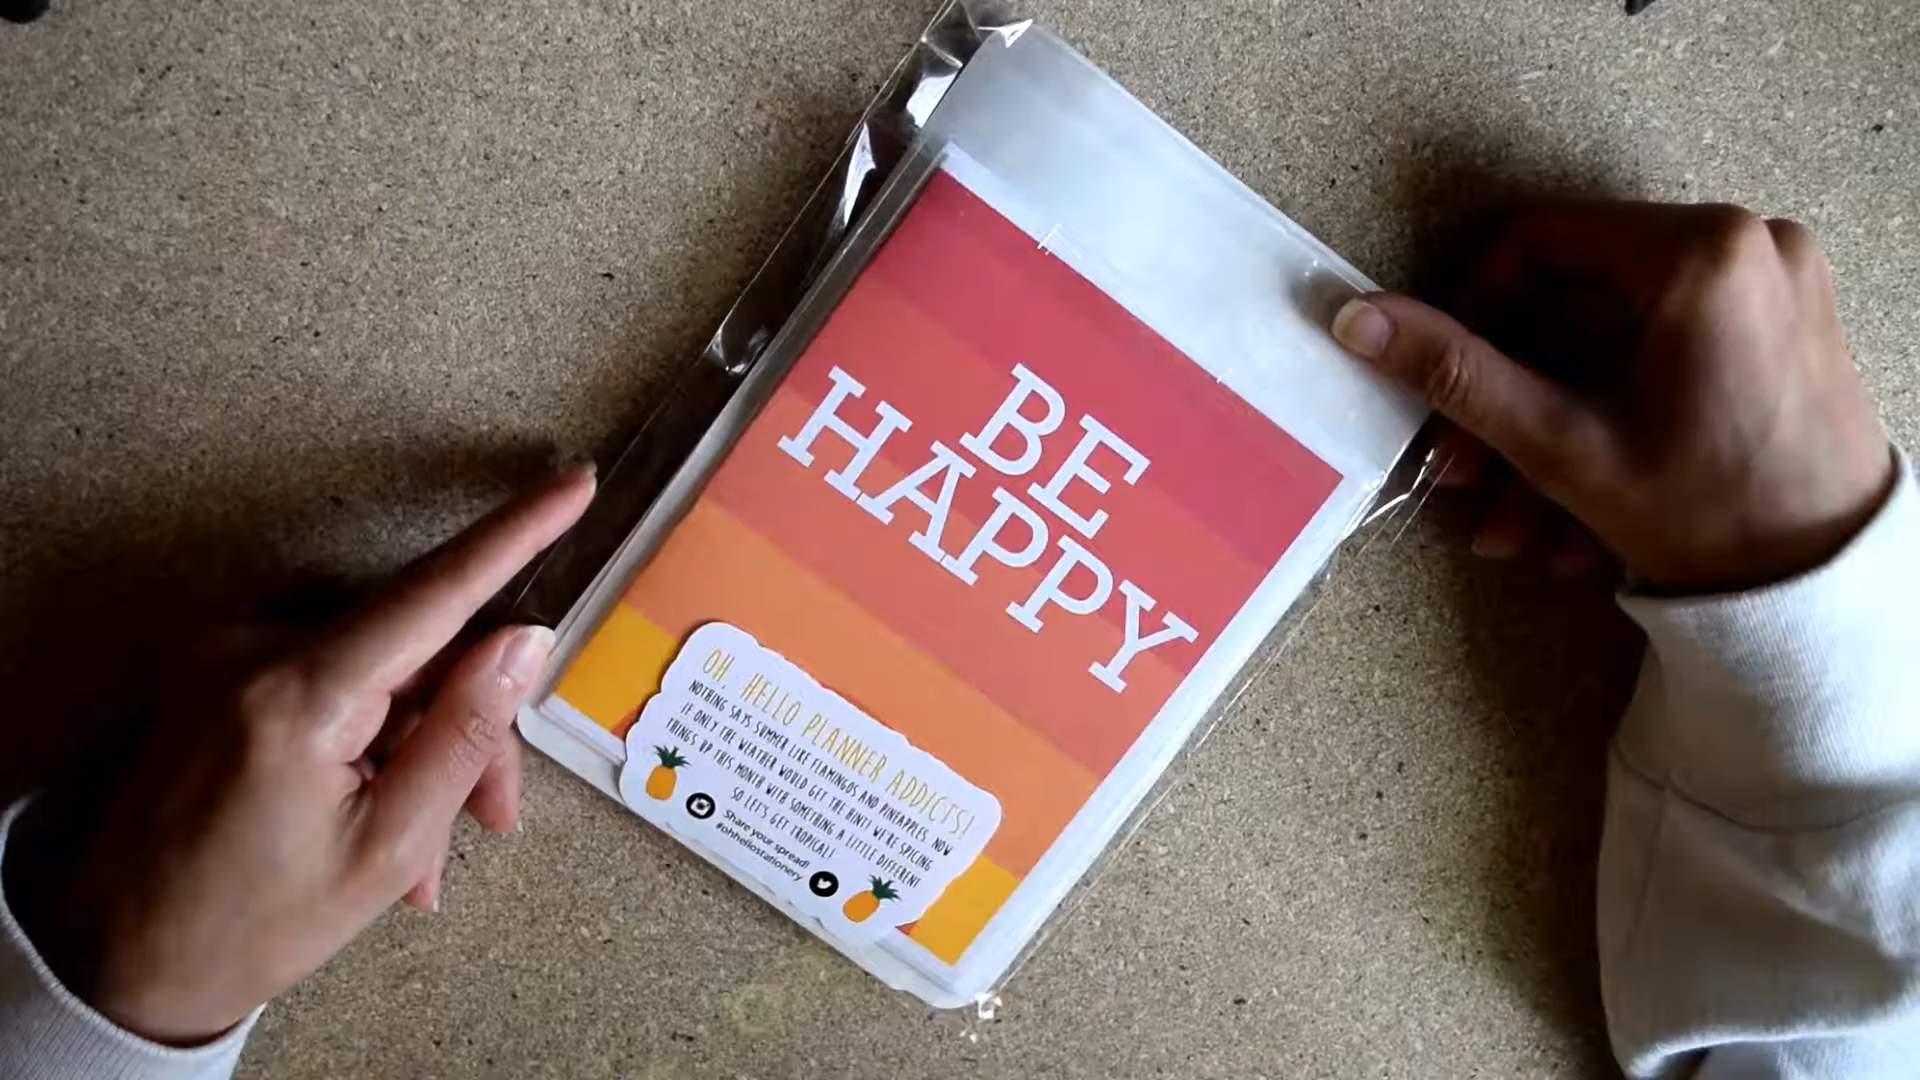 BE
HAPPY
OH, HELLO PLANNER ADDICTS!
NOTHING SAYS SUMMER LIKE FLAMINGOS AND PINEAPPLES, NOW
IF ONLY THE WEATHER WOULD GET THE HINT! WE'RE SPICING
THINGS UP THIS MONTH WITH SOMETHING A LITTLE DIFFERENT
SO LET'S GET TROPICAL!
Share your spread!
#ohhellostationery